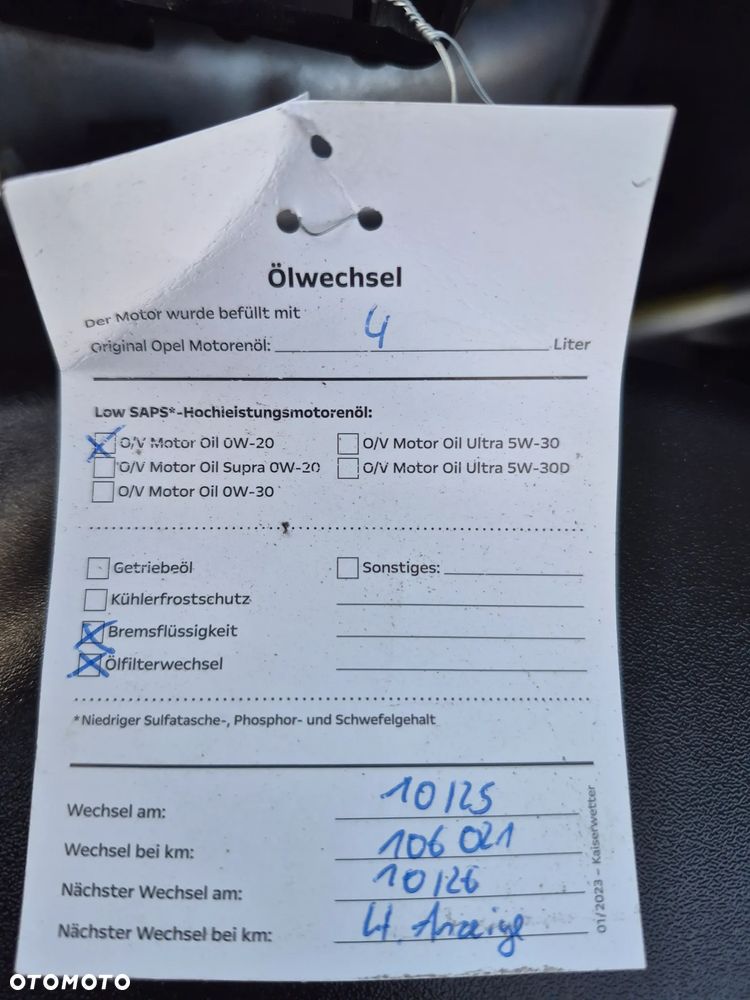 Ölwechsel
Der Motor wurde befüllt mit
Original Opel Motorenöl: 4 Liter
Low SAPS*-Hochleistungsmotorenöl:
O/V Motor Oil 0W-20 O/V Motor Oil Ultra 5W-30
O/V Motor Oil Supra 0W-20 O/V Motor Oil Ultra 5W-30D
O/V Motor Oil 0W-30
Getriebeöl Sonstiges:
Kühlerfrostschutz
Bremsflüssigkeit
Ölfilterwechsel
*Niedriger Sulfatasche-, Phosphor- und Schwefelgehalt
Wechsel am: 10/25
Wechsel bei km: 106 021
Nächster Wechsel am: 10/26
Nächster Wechsel bei km: lt. Anzeige
01/2023 – Kaiserwetter
OTOMOTO